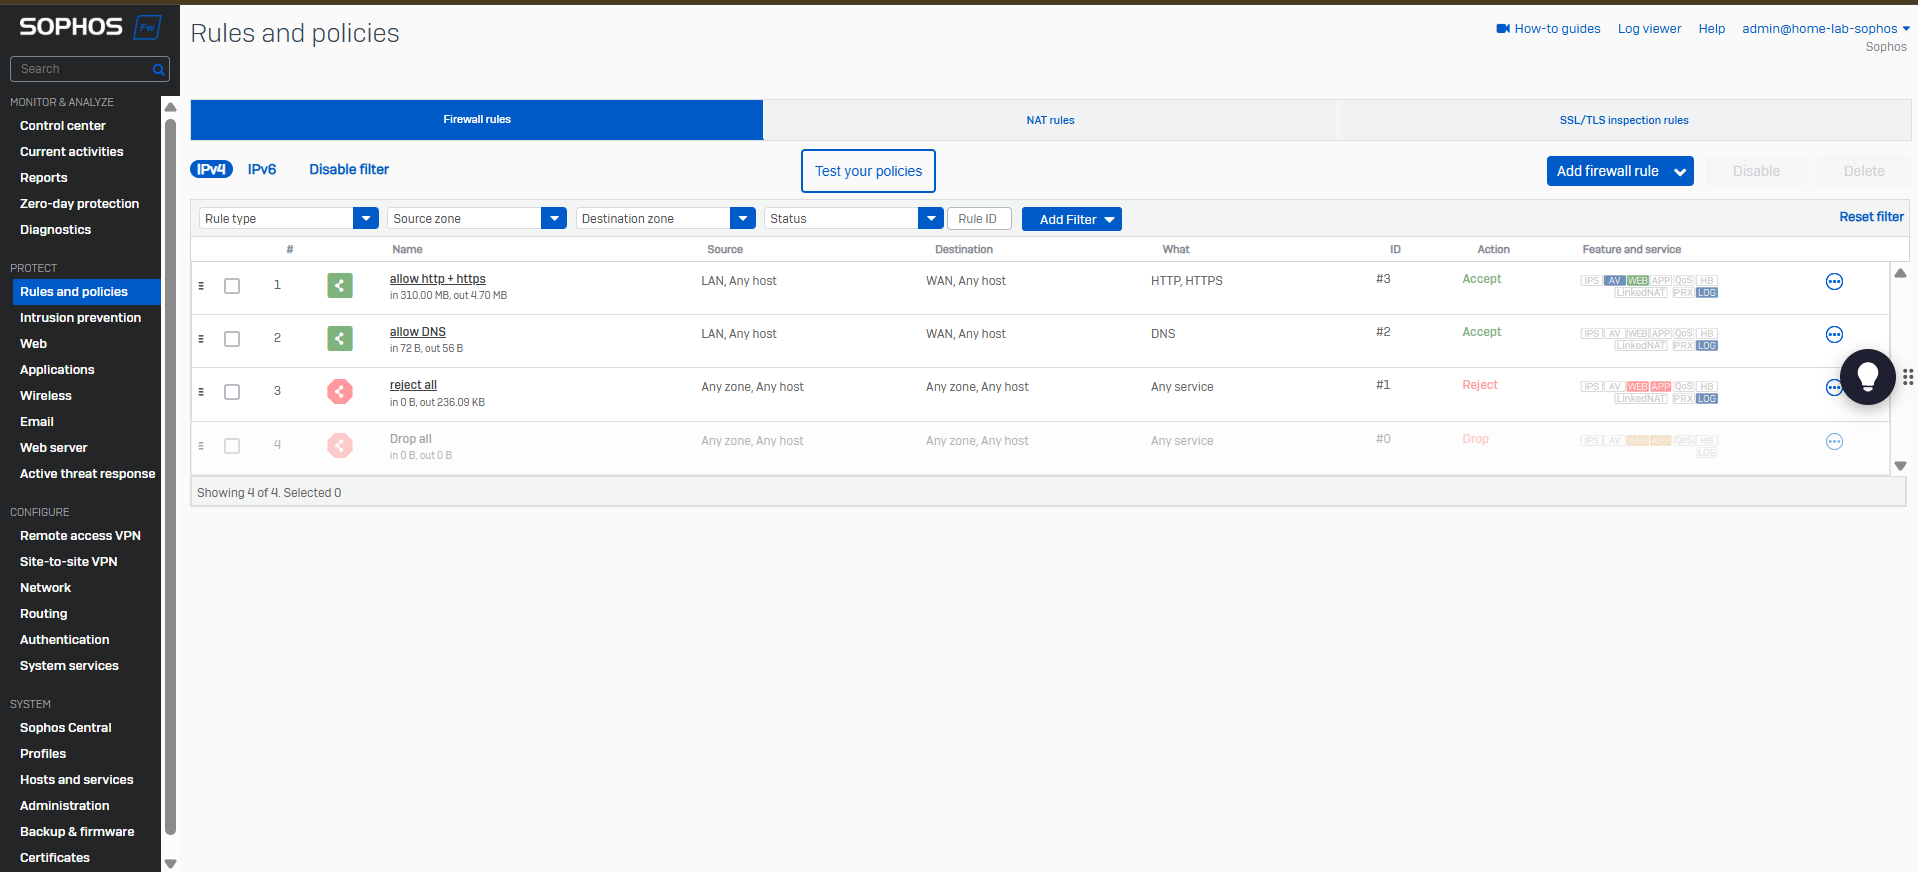 SOPHOS Fw
Search
MONITOR & ANALYZE
Control center
Current activities
Reports
Zero-day protection
Diagnostics
PROTECT
Rules and policies
Intrusion prevention
Web
Applications
Wireless
Email
Web server
Active threat response
CONFIGURE
Remote access VPN
Site-to-site VPN
Network
Routing
Authentication
System services
SYSTEM
Sophos Central
Profiles
Hosts and services
Administration
Backup & firmware
Certificates
Rules and policies
How-to guides Log viewer Help admin@home-lab-sophos
Sophos
Firewall rules NAT rules SSL/TLS inspection rules
IPv4 IPv6 Disable filter Test your policies Add firewall rule Disable Delete
Rule type Source zone Destination zone Status Rule ID Add Filter Reset filter
# Name Source Destination What ID Action Feature and service
1 allow http + https LAN, Any host WAN, Any host HTTP, HTTPS #3 Accept IPS AV WEB APP QoS HB
in 310.00 MB, out 4.70 MB LinkedNAT PRX LOG
2 allow DNS LAN, Any host WAN, Any host DNS #2 Accept IPS AV WEB APP QoS HB
in 72 B, out 56 B LinkedNAT PRX LOG
3 reject all Any zone, Any host Any zone, Any host Any service #1 Reject IPS AV WEB APP QoS HB
in 0 B, out 236.09 KB LinkedNAT PRX LOG
4 Drop all Any zone, Any host Any zone, Any host Any service #0 Drop IPS AV WEB APP QoS HB
in 0 B, out 0 B LOG
Showing 4 of 4. Selected 0